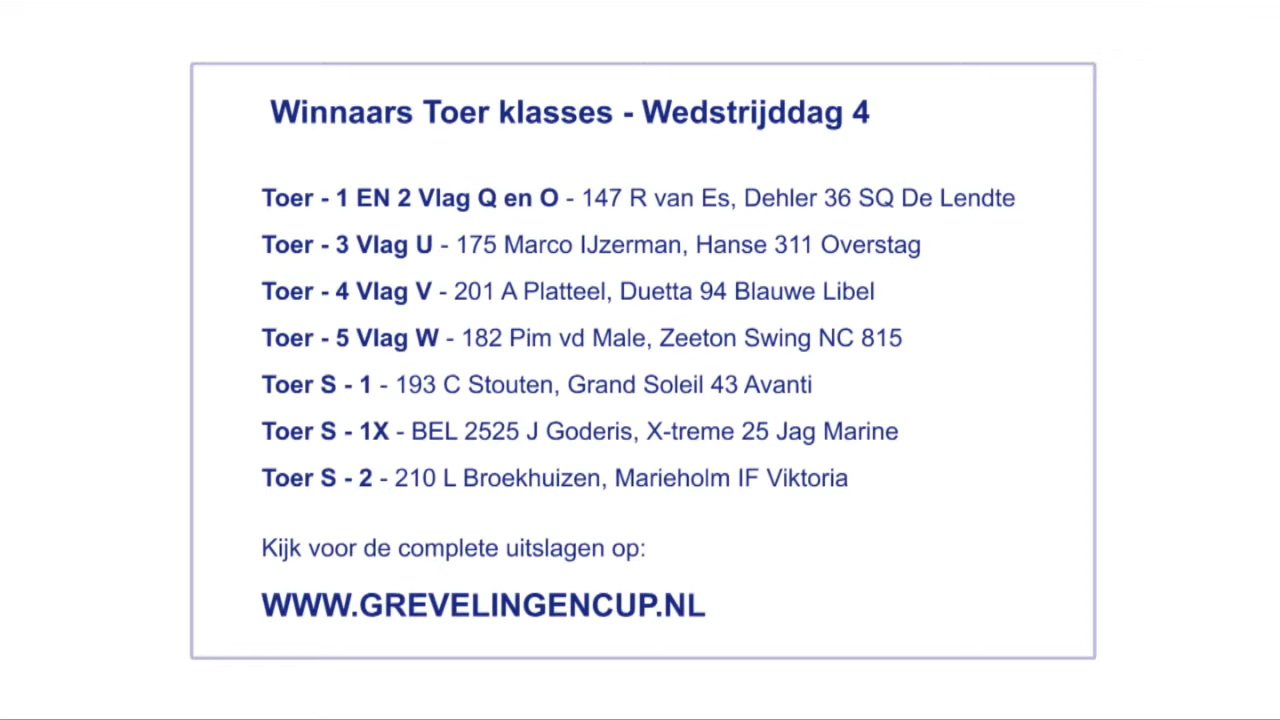 Winnaars Toer klasses - Wedstrijddag 4
Toer - 1 EN 2 Vlag Q en O - 147 R van Es, Dehler 36 SQ De Lendte
Toer - 3 Vlag U - 175 Marco IJzerman, Hanse 311 Overstag
Toer - 4 Vlag V - 201 A Platteel, Duetta 94 Blauwe Libel
Toer - 5 Vlag W - 182 Pim vd Male, Zeeton Swing NC 815
Toer S - 1 - 193 C Stouten, Grand Soleil 43 Avanti
Toer S - 1X - BEL 2525 J Goderis, X-treme 25 Jag Marine
Toer S - 2 - 210 L Broekhuizen, Marieholm IF Viktoria
Kijk voor de complete uitslagen op:
WWW.GREVELINGENCUP.NL